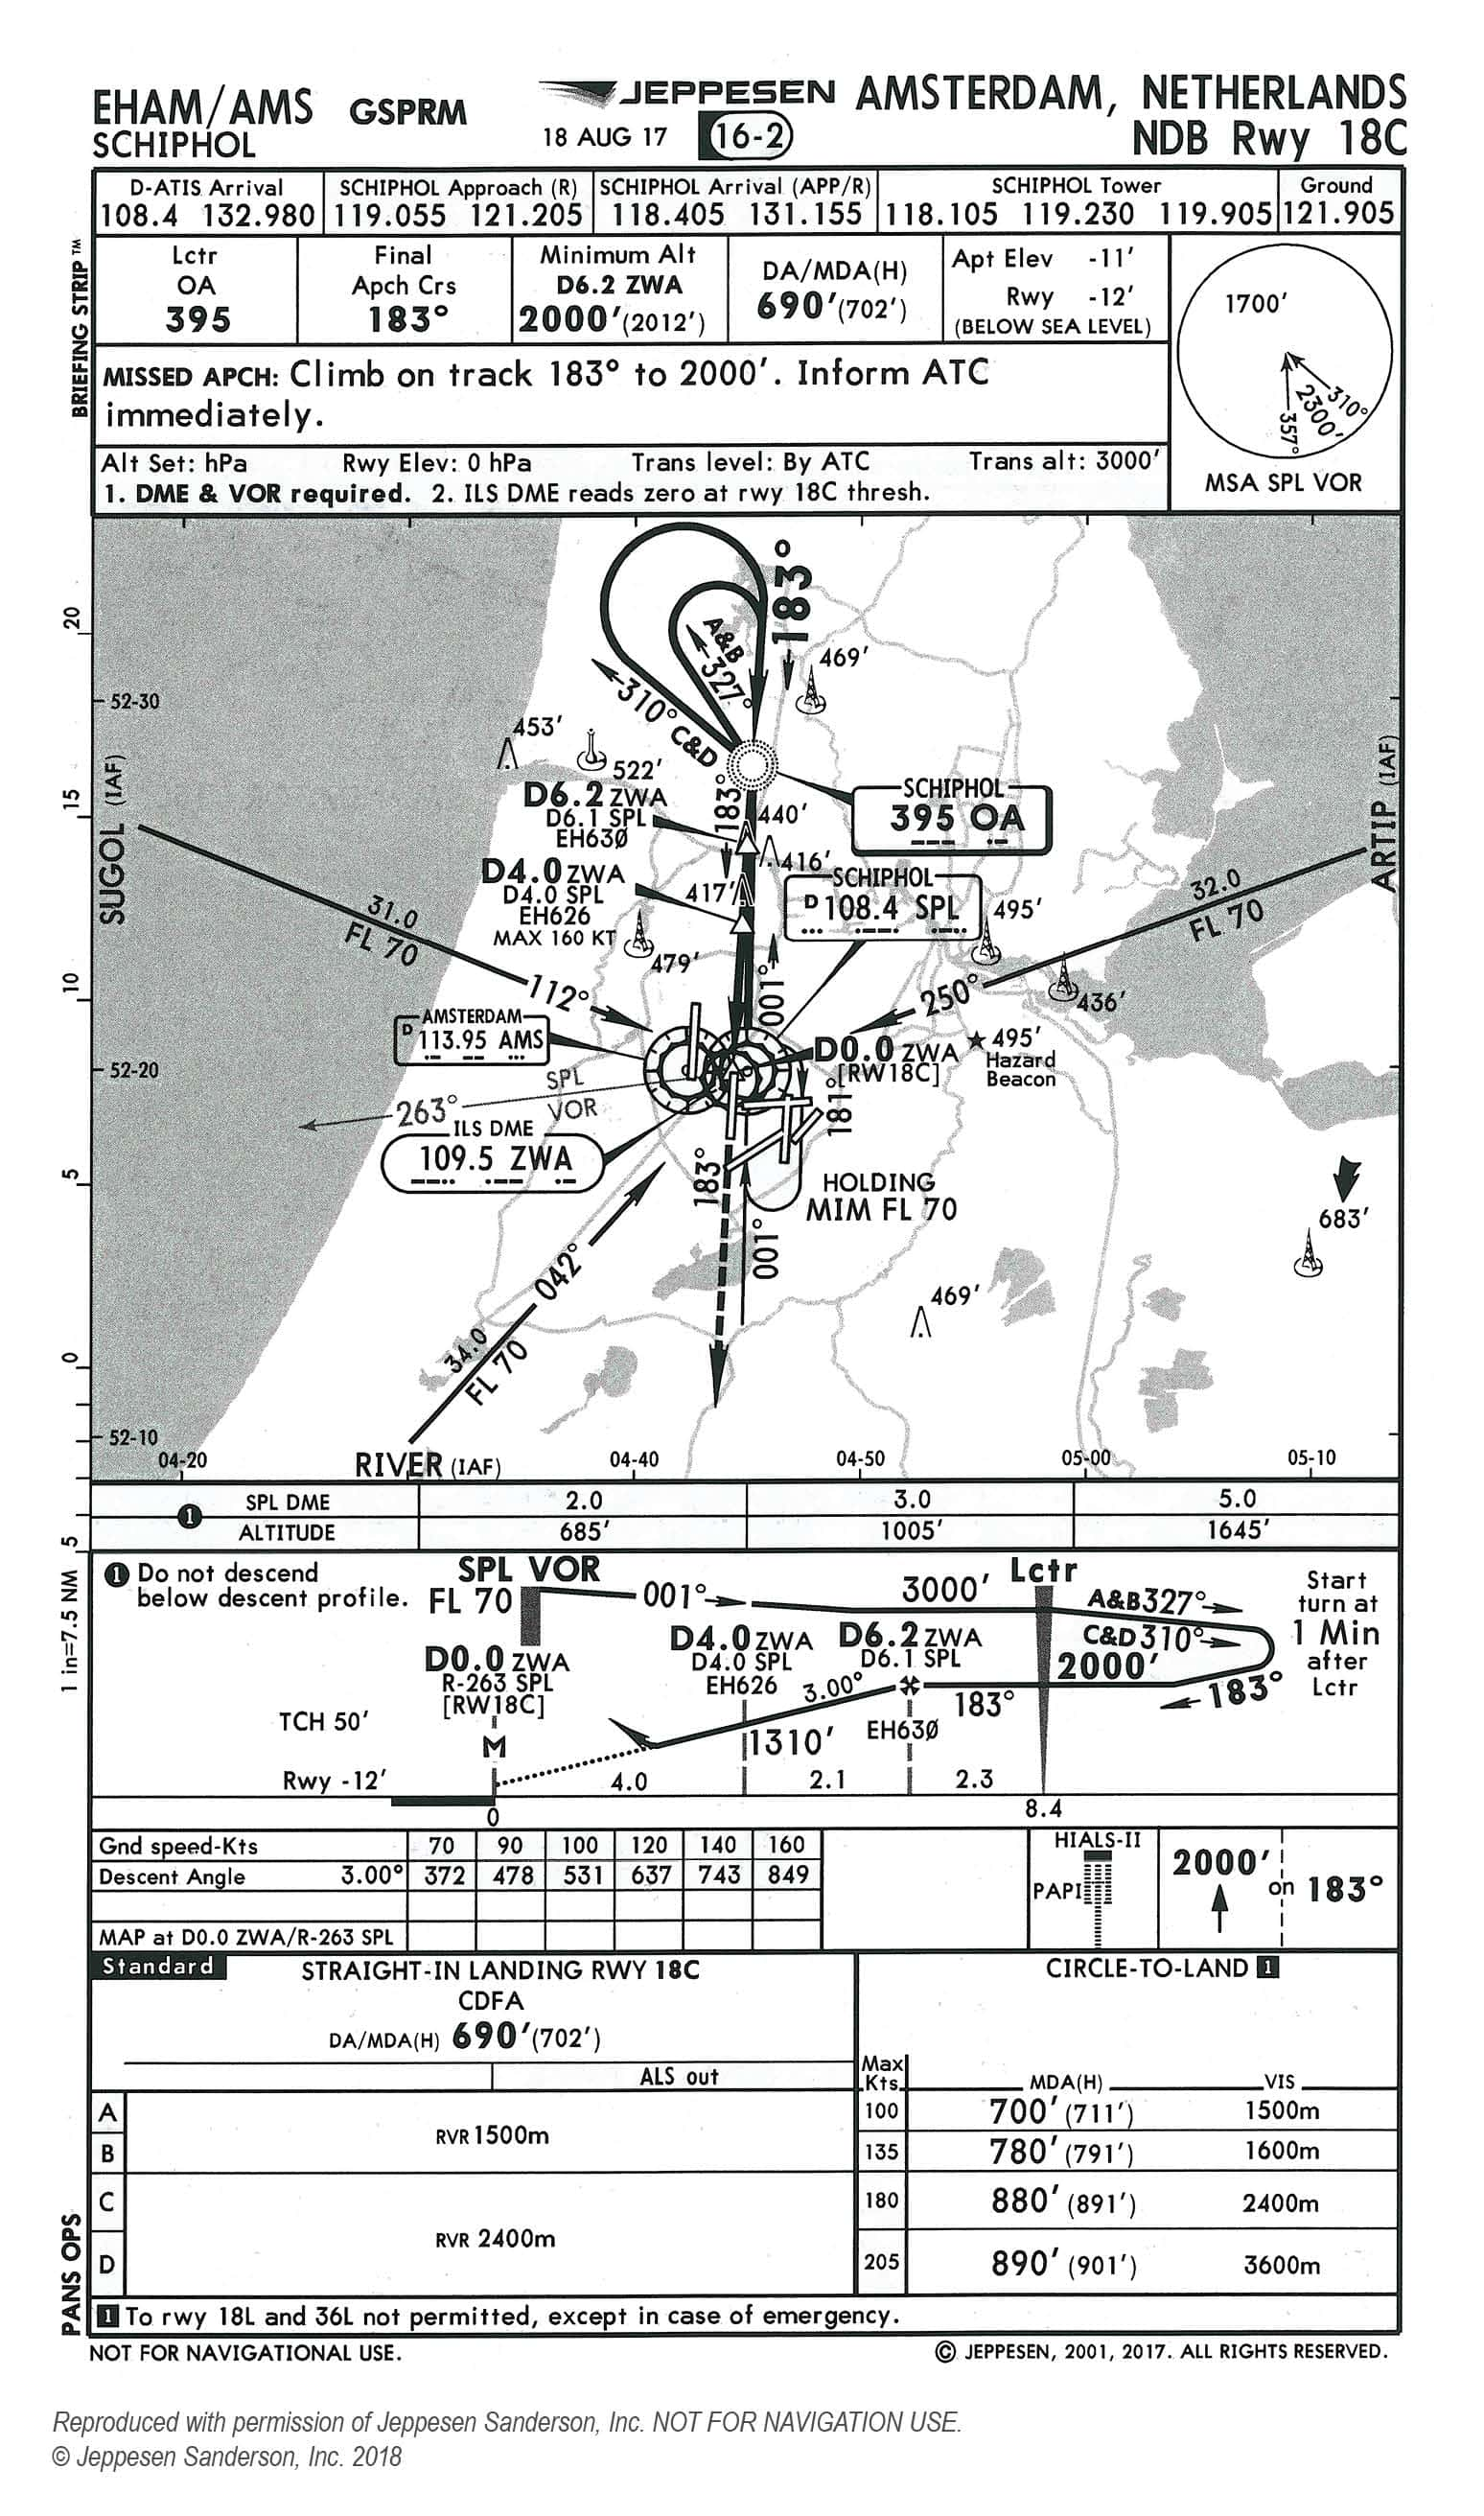 EHAM/AMS GSPRM JEPPESEN AMSTERDAM, NETHERLANDS
SCHIPHOL 18 AUG 17 16-2 NDB Rwy 18C
BRIEFING STRIP™
D-ATIS Arrival SCHIPHOL Approach (R) SCHIPHOL Arrival (APP/R) SCHIPHOL Tower Ground
108.4 132.980 119.055 121.205 118.405 131.155 118.105 119.230 119.905 121.905
Lctr
OA
395
Final
Apch Crs
183°
Minimum Alt
D6.2 ZWA
2000'(2012')
DA/MDA(H)
690'(702')
Apt Elev -11'
Rwy -12'
(BELOW SEA LEVEL)
1700'
310°
2300'
357°
MSA SPL VOR
MISSED APCH: Climb on track 183° to 2000'. Inform ATC
immediately.
Alt Set: hPa Rwy Elev: 0 hPa Trans level: By ATC Trans alt: 3000'
1. DME & VOR required. 2. ILS DME reads zero at rwy 18C thresh.
183°
A&B
327°
310° C&D
469'
20
52-30
453'
522'
D6.2 ZWA
D6.1 SPL
EH630
183°
440'
SCHIPHOL
395 OA
15
SUGOL (IAF)
ARTIP (IAF)
416'
D4.0 ZWA
D4.0 SPL
EH626
MAX 160 KT
417'
SCHIPHOL
D 108.4 SPL
495'
31.0
FL 70
32.0
FL 70
479'
10
112°
001°
250°
436'
AMSTERDAM
D 113.95 AMS
D0.0 ZWA
[RW18C]
495'
Hazard
Beacon
52-20
SPL
VOR
263°
181°
ILS DME
109.5 ZWA
5
183°
HOLDING
MIM FL 70
683'
001°
042°
469'
34.0
FL 70
0
52-10
04-20 RIVER (IAF) 04-40 04-50 05-00 05-10
1 SPL DME 2.0 3.0 5.0
ALTITUDE 685' 1005' 1645'
5
1 in=7.5 NM
1 Do not descend
below descent profile.
SPL VOR
FL 70
001°
3000'
Lctr
A&B 327°
C&D 310°
2000'
183°
Start
turn at
1 Min
after
Lctr
D0.0 ZWA
R-263 SPL
[RW18C]
D4.0 ZWA
D4.0 SPL
EH626
D6.2 ZWA
D6.1 SPL
3.00°
183°
TCH 50'
M
1310'
EH630
Rwy -12' 4.0 2.1 2.3
0 8.4
Gnd speed-Kts 70 90 100 120 140 160
Descent Angle 3.00° 372 478 531 637 743 849
MAP at D0.0 ZWA/R-263 SPL
HIALS-II
PAPI
2000' on 183°
Standard STRAIGHT-IN LANDING RWY 18C CIRCLE-TO-LAND 1
CDFA
DA/MDA(H) 690'(702')
ALS out
Max
Kts MDA(H) VIS
A 100 700'(711') 1500m
RVR 1500m
B 135 780'(791') 1600m
C 180 880'(891') 2400m
RVR 2400m
D 205 890'(901') 3600m
PANS OPS
1 To rwy 18L and 36L not permitted, except in case of emergency.
NOT FOR NAVIGATIONAL USE. © JEPPESEN, 2001, 2017. ALL RIGHTS RESERVED.
Reproduced with permission of Jeppesen Sanderson, Inc. NOT FOR NAVIGATION USE.
© Jeppesen Sanderson, Inc. 2018